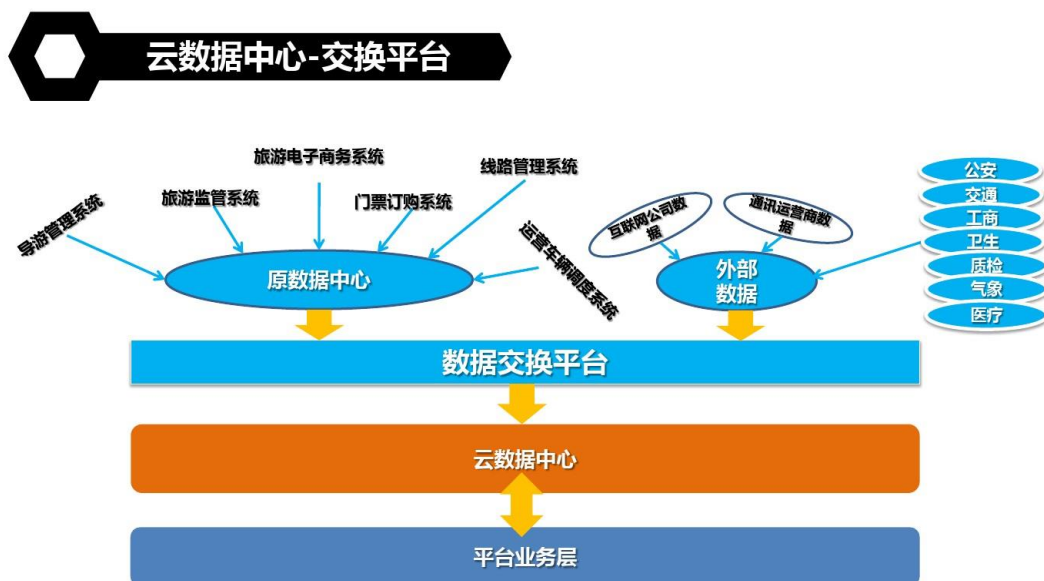 云数据中心-交换平台
旅游电子商务系统
线路管理系统
旅游监管系统
门票订购系统
导游管理系统
运营车辆调度系统
互联网公司数
据
通讯运营商数
据
公安
交通
工商
卫生
质检
气象
医疗
原数据中心
外部
数据
数据交换平台
云数据中心
平台业务层